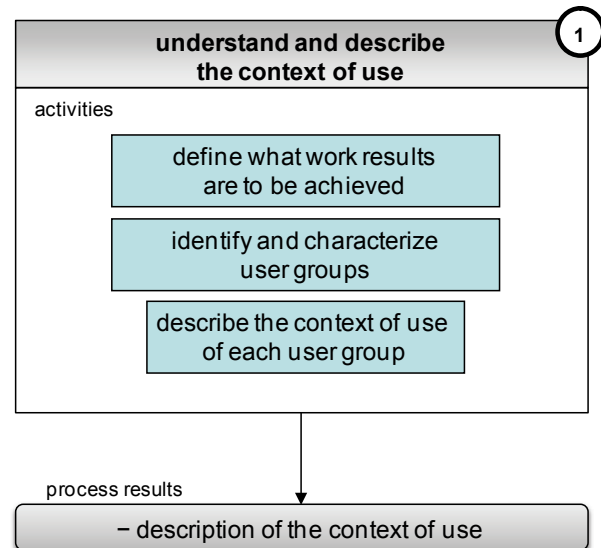 1
understand and describe
the context of use
activities
define what work results
are to be achieved
identify and characterize
user groups
describe the context of use
of each user group
process results
– description of the context of use